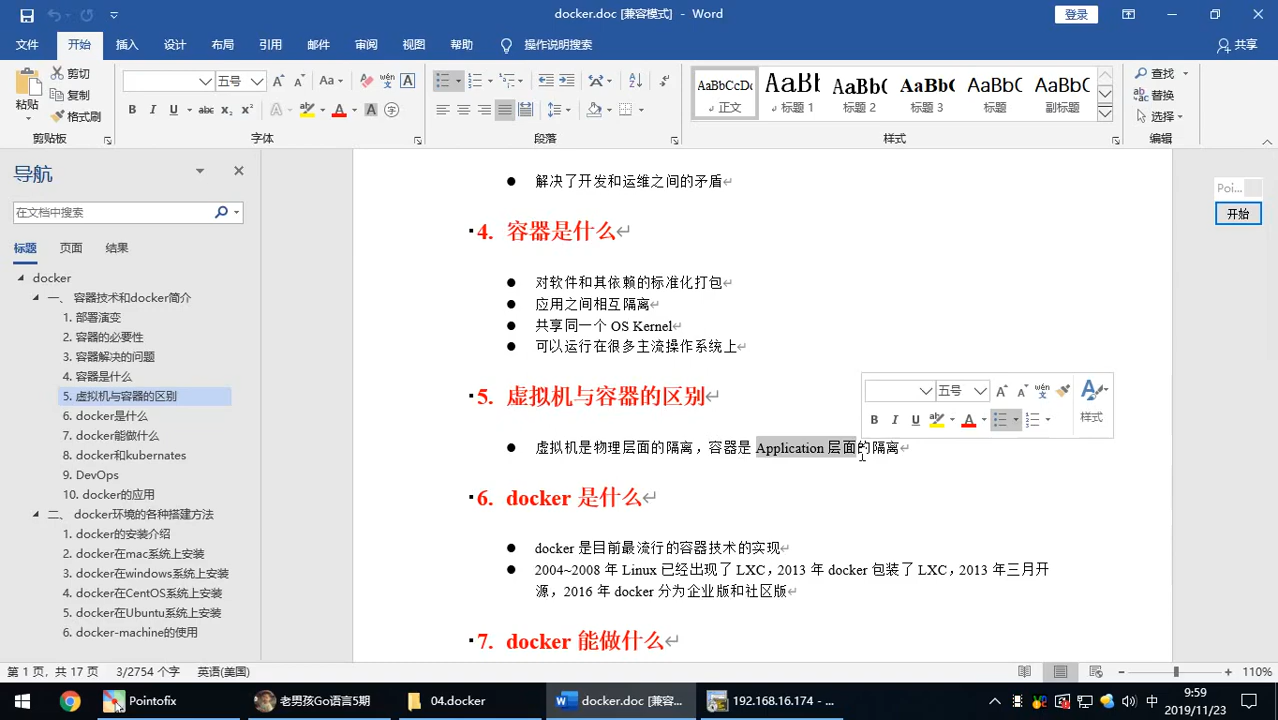 docker.doc [兼容模式] - Word
登录
文件 开始 插入 设计 布局 引用 邮件 审阅 视图 帮助 操作说明搜索 共享
粘贴 剪切
复制
格式刷
五号
Aa
wén
A
B I U abc x₂ x² A ab A A 字
AaBbCcDc AaBt AaBbC AaBbC AaBbC AaBbC
↲ 正文 ↲ 标题 1 标题 2 标题 3 标题 副标题
查找
替换
选择
剪贴板 字体 段落 样式 编辑
导航
在文档中搜索
标题 页面 结果
docker
一、 容器技术和docker简介
1. 部署演变
2. 容器的必要性
3. 容器解决的问题
4. 容器是什么
5. 虚拟机与容器的区别
6. docker是什么
7. docker能做什么
8. docker和kubernates
9. DevOps
10. docker的应用
二、 docker环境的各种搭建方法
1. docker的安装介绍
2. docker在mac系统上安装
3. docker在windows系统上安装
4. docker在CentOS系统上安装
5. docker在Ubuntu系统上安装
6. docker-machine的使用
● 解决了开发和运维之间的矛盾
4. 容器是什么
● 对软件和其依赖的标准化打包
● 应用之间相互隔离
● 共享同一个 OS Kernel
● 可以运行在很多主流操作系统上
5. 虚拟机与容器的区别
● 虚拟机是物理层面的隔离，容器是 Application 层面的隔离
6. docker 是什么
● docker 是目前最流行的容器技术的实现
● 2004~2008 年 Linux 已经出现了 LXC，2013 年 docker 包装了 LXC，2013 年三月开
源，2016 年 docker 分为企业版和社区版
7. docker 能做什么
五号 A A wén
B I U ab A 样式
Poi...
开始
第 1 页，共 17 页 3/2754 个字 英语(美国) 110%
Pointofix 老男孩Go语言5期 04.docker docker.doc [兼容... 192.168.16.174 - ... 中 9:59
2019/11/23